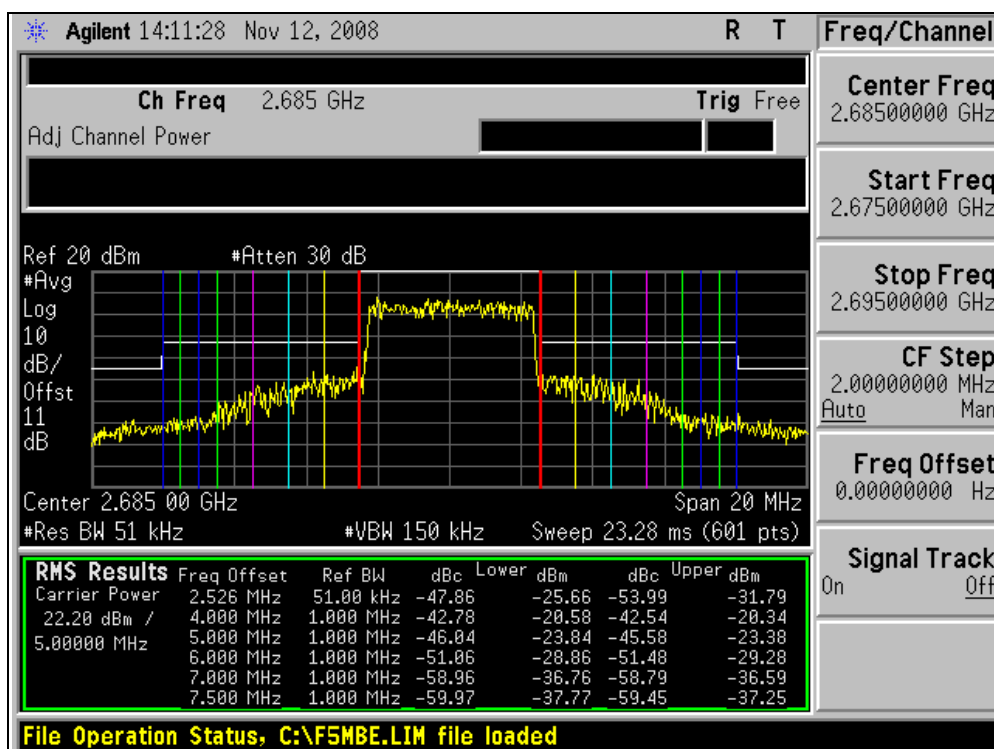 Agilent 14:11:28 Nov 12, 2008 R T
Freq/Channel
Ch Freq 2.685 GHz Trig Free
Adj Channel Power
Center Freq
2.68500000 GHz
Start Freq
2.67500000 GHz
Stop Freq
2.69500000 GHz
CF Step
2.00000000 MHz
Auto Man
Freq Offset
0.00000000 Hz
Signal Track
On Off
Ref 20 dBm #Atten 30 dB
#Avg
Log
10
dB/
Offst
11
dB
Center 2.685 00 GHz Span 20 MHz
#Res BW 51 kHz #VBW 150 kHz Sweep 23.28 ms (601 pts)
RMS Results Freq Offset Ref BW dBc Lower dBm dBc Upper dBm
Carrier Power 2.526 MHz 51.00 kHz -47.86 -25.66 -53.99 -31.79
22.20 dBm / 4.000 MHz 1.000 MHz -42.78 -20.58 -42.54 -20.34
5.00000 MHz 5.000 MHz 1.000 MHz -46.04 -23.84 -45.58 -23.38
6.000 MHz 1.000 MHz -51.06 -28.86 -51.48 -29.28
7.000 MHz 1.000 MHz -58.96 -36.76 -58.79 -36.59
7.500 MHz 1.000 MHz -59.97 -37.77 -59.45 -37.25
File Operation Status, C:\F5MBE.LIM file loaded